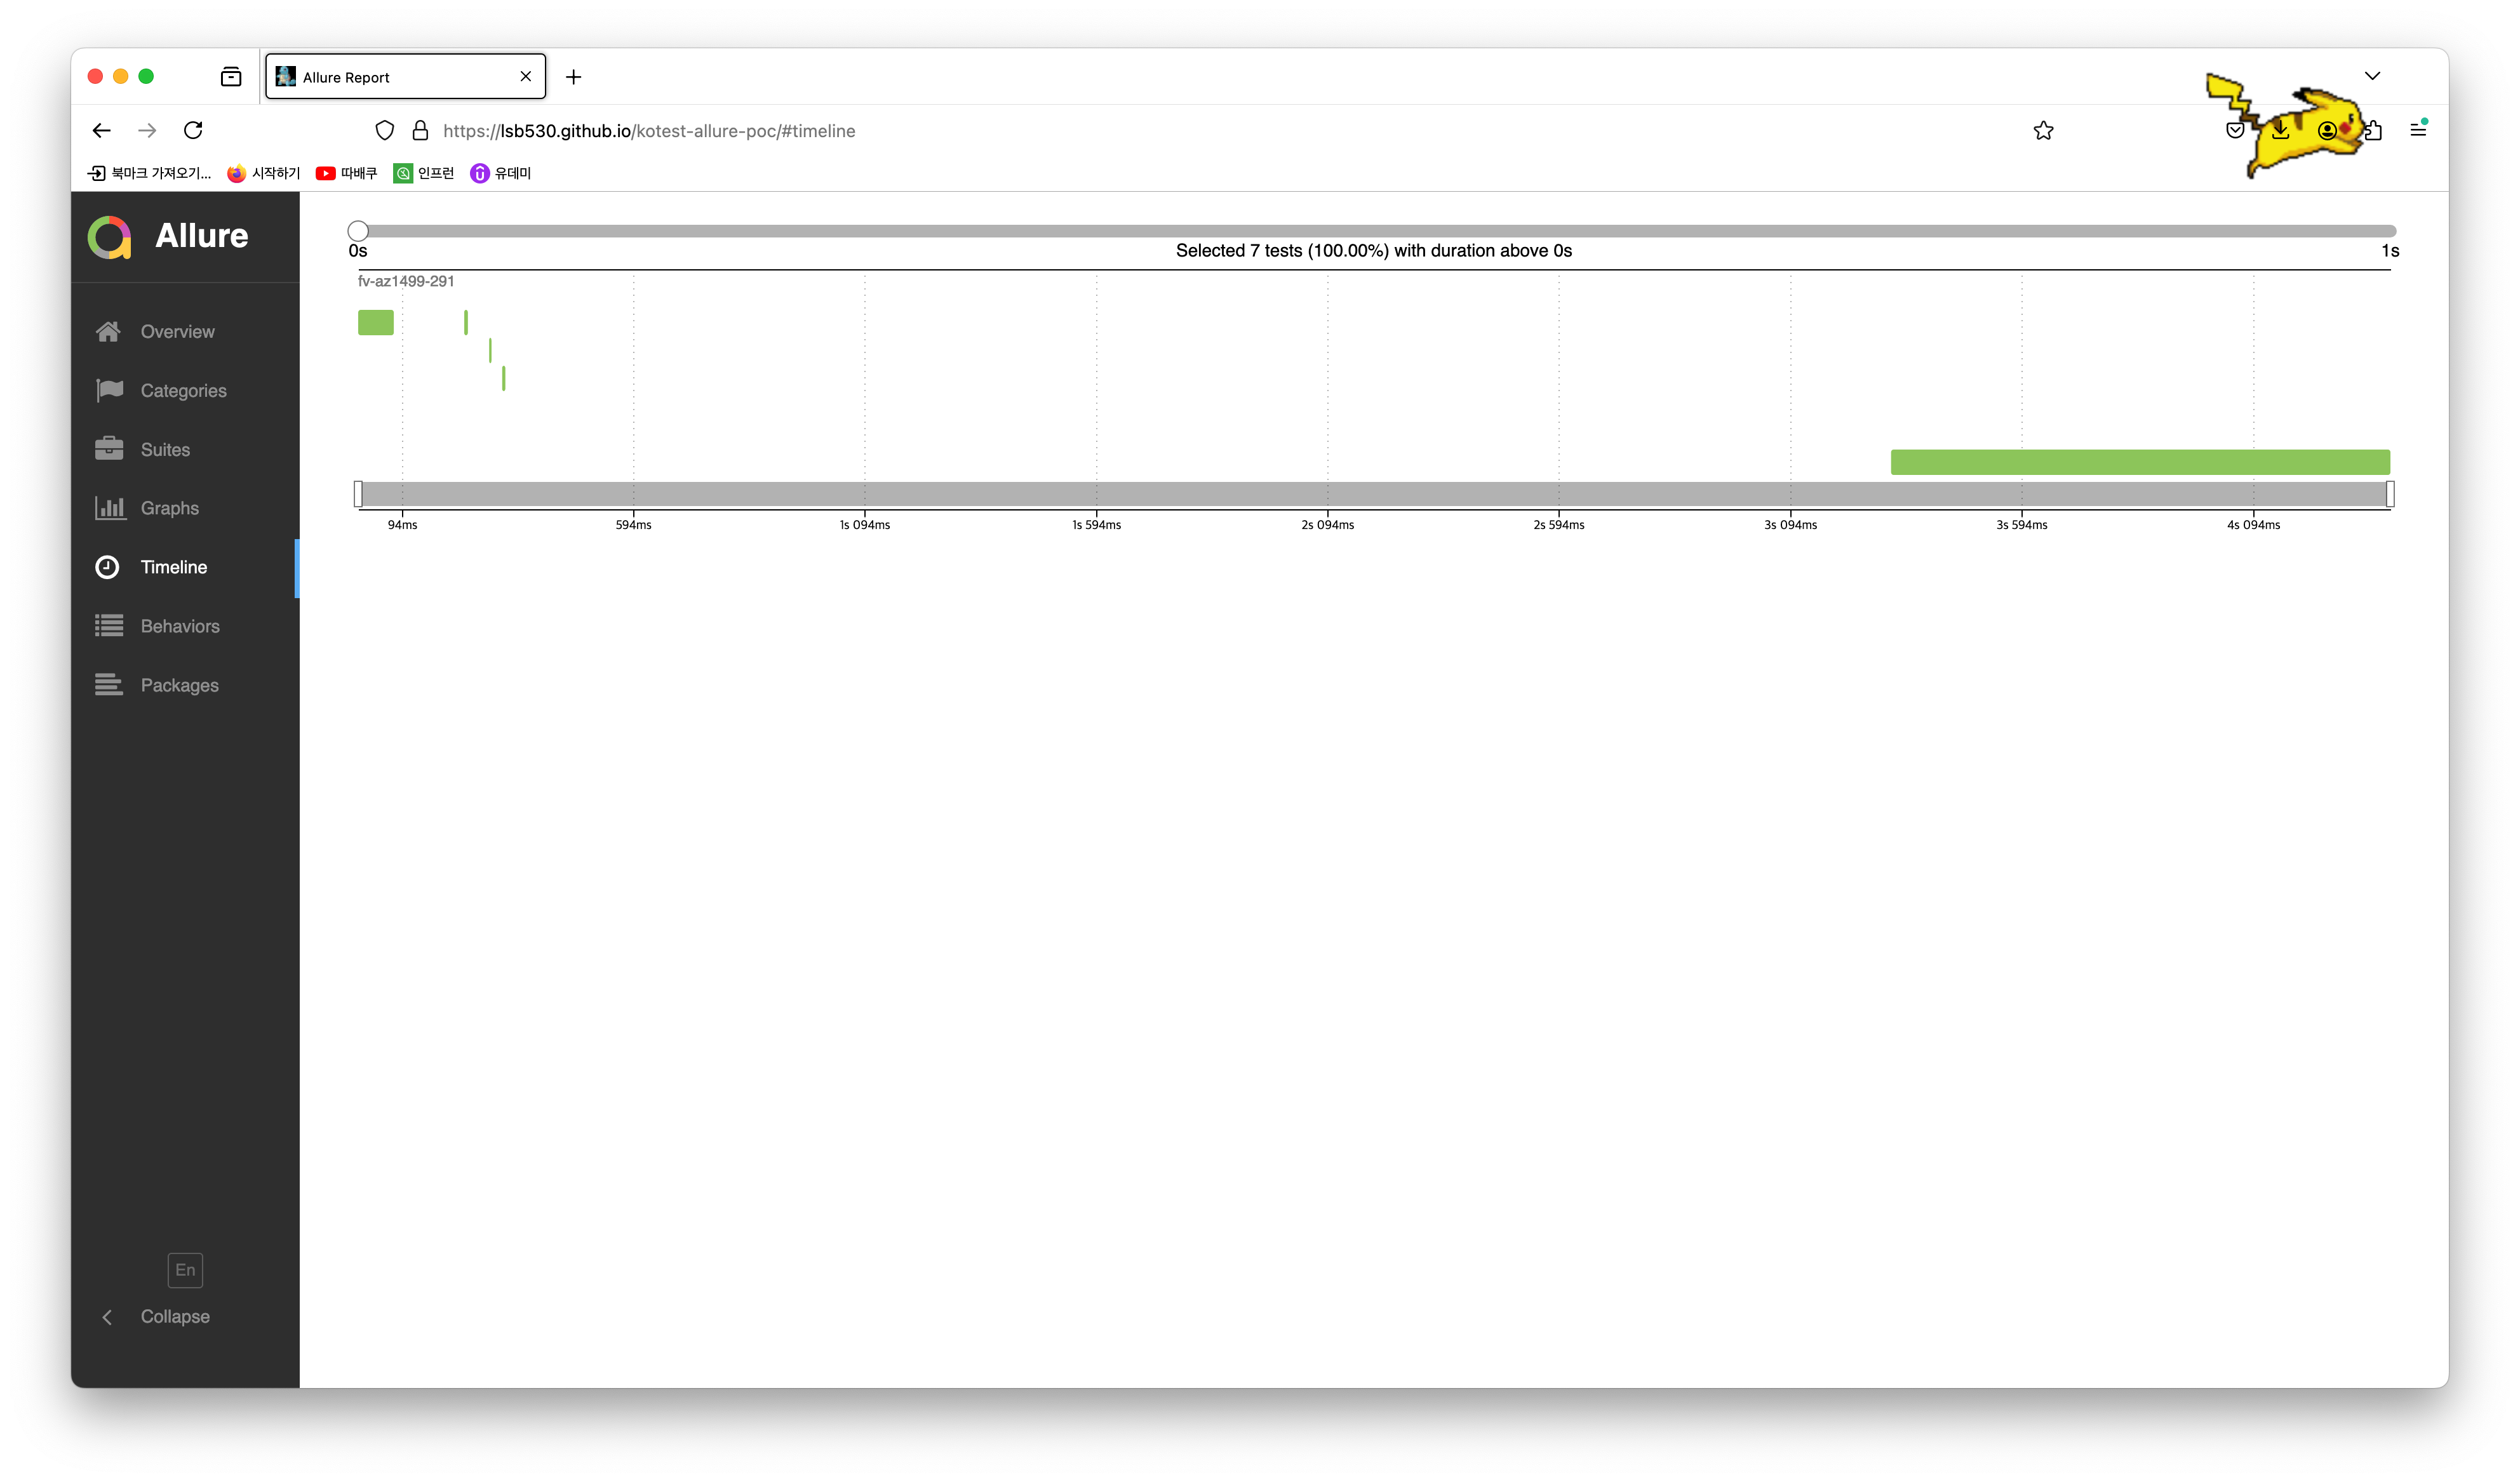 Allure Report
https://lsb530.github.io/kotest-allure-poc/#timeline
북마크 가져오기... 시작하기 따배쿠 인프런 유데미
Allure
Overview
Categories
Suites
Graphs
Timeline
Behaviors
Packages
En
Collapse
0s Selected 7 tests (100.00%) with duration above 0s 1s
fv-az1499-291
94ms 594ms 1s 094ms 1s 594ms 2s 094ms 2s 594ms 3s 094ms 3s 594ms 4s 094ms